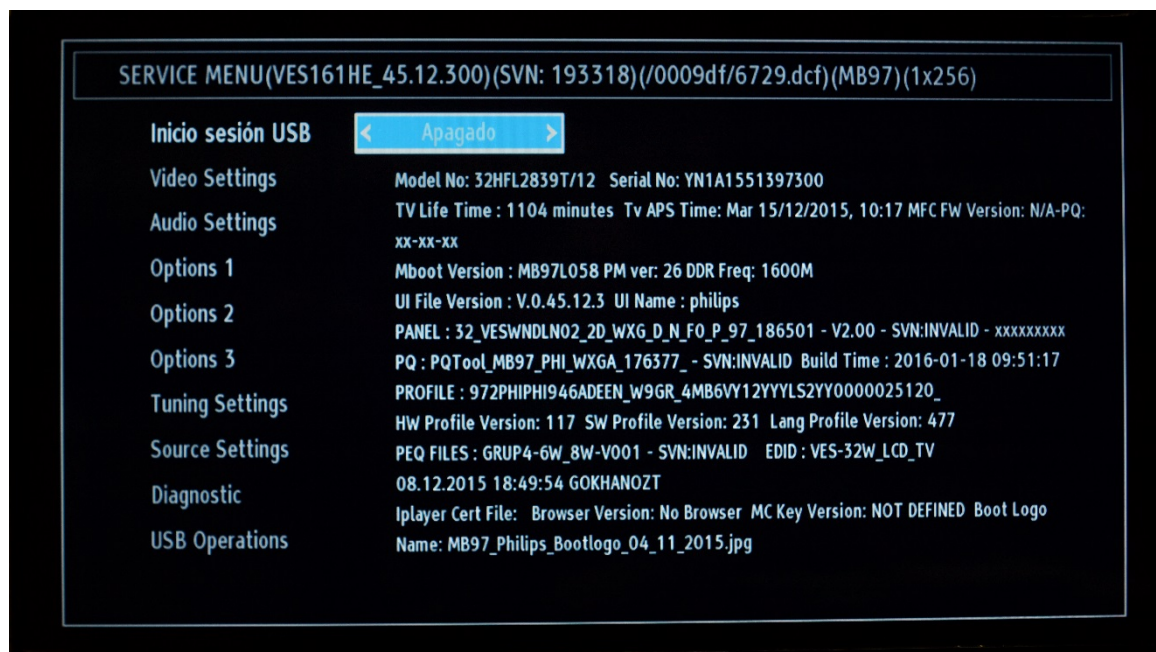 SERVICE MENU(VES161HE_45.12.300)(SVN: 193318)(/0009df/6729.dcf)(MB97)(1x256)
Inicio sesión USB < Apagado >
Video Settings
Audio Settings
Options 1
Options 2
Options 3
Tuning Settings
Source Settings
Diagnostic
USB Operations
Model No: 32HFL2839T/12 Serial No: YN1A1551397300
TV Life Time : 1104 minutes Tv APS Time: Mar 15/12/2015, 10:17 MFC FW Version: N/A-PQ:
xx-xx-xx
Mboot Version : MB97L058 PM ver: 26 DDR Freq: 1600M
UI File Version : V.0.45.12.3 UI Name : philips
PANEL : 32_VESWNDLN02_2D_WXG_D_N_F0_P_97_186501 - V2.00 - SVN:INVALID - xxxxxxxxx
PQ : PQTool_MB97_PHI_WXGA_176377_ - SVN:INVALID Build Time : 2016-01-18 09:51:17
PROFILE : 972PHIPHI946ADEEN_W9GR_4MB6VY12YYYLS2YY0000025120_
HW Profile Version: 117 SW Profile Version: 231 Lang Profile Version: 477
PEQ FILES : GRUP4-6W_8W-V001 - SVN:INVALID EDID : VES-32W_LCD_TV
08.12.2015 18:49:54 GOKHANOZT
Iplayer Cert File: Browser Version: No Browser MC Key Version: NOT DEFINED Boot Logo
Name: MB97_Philips_Bootlogo_04_11_2015.jpg